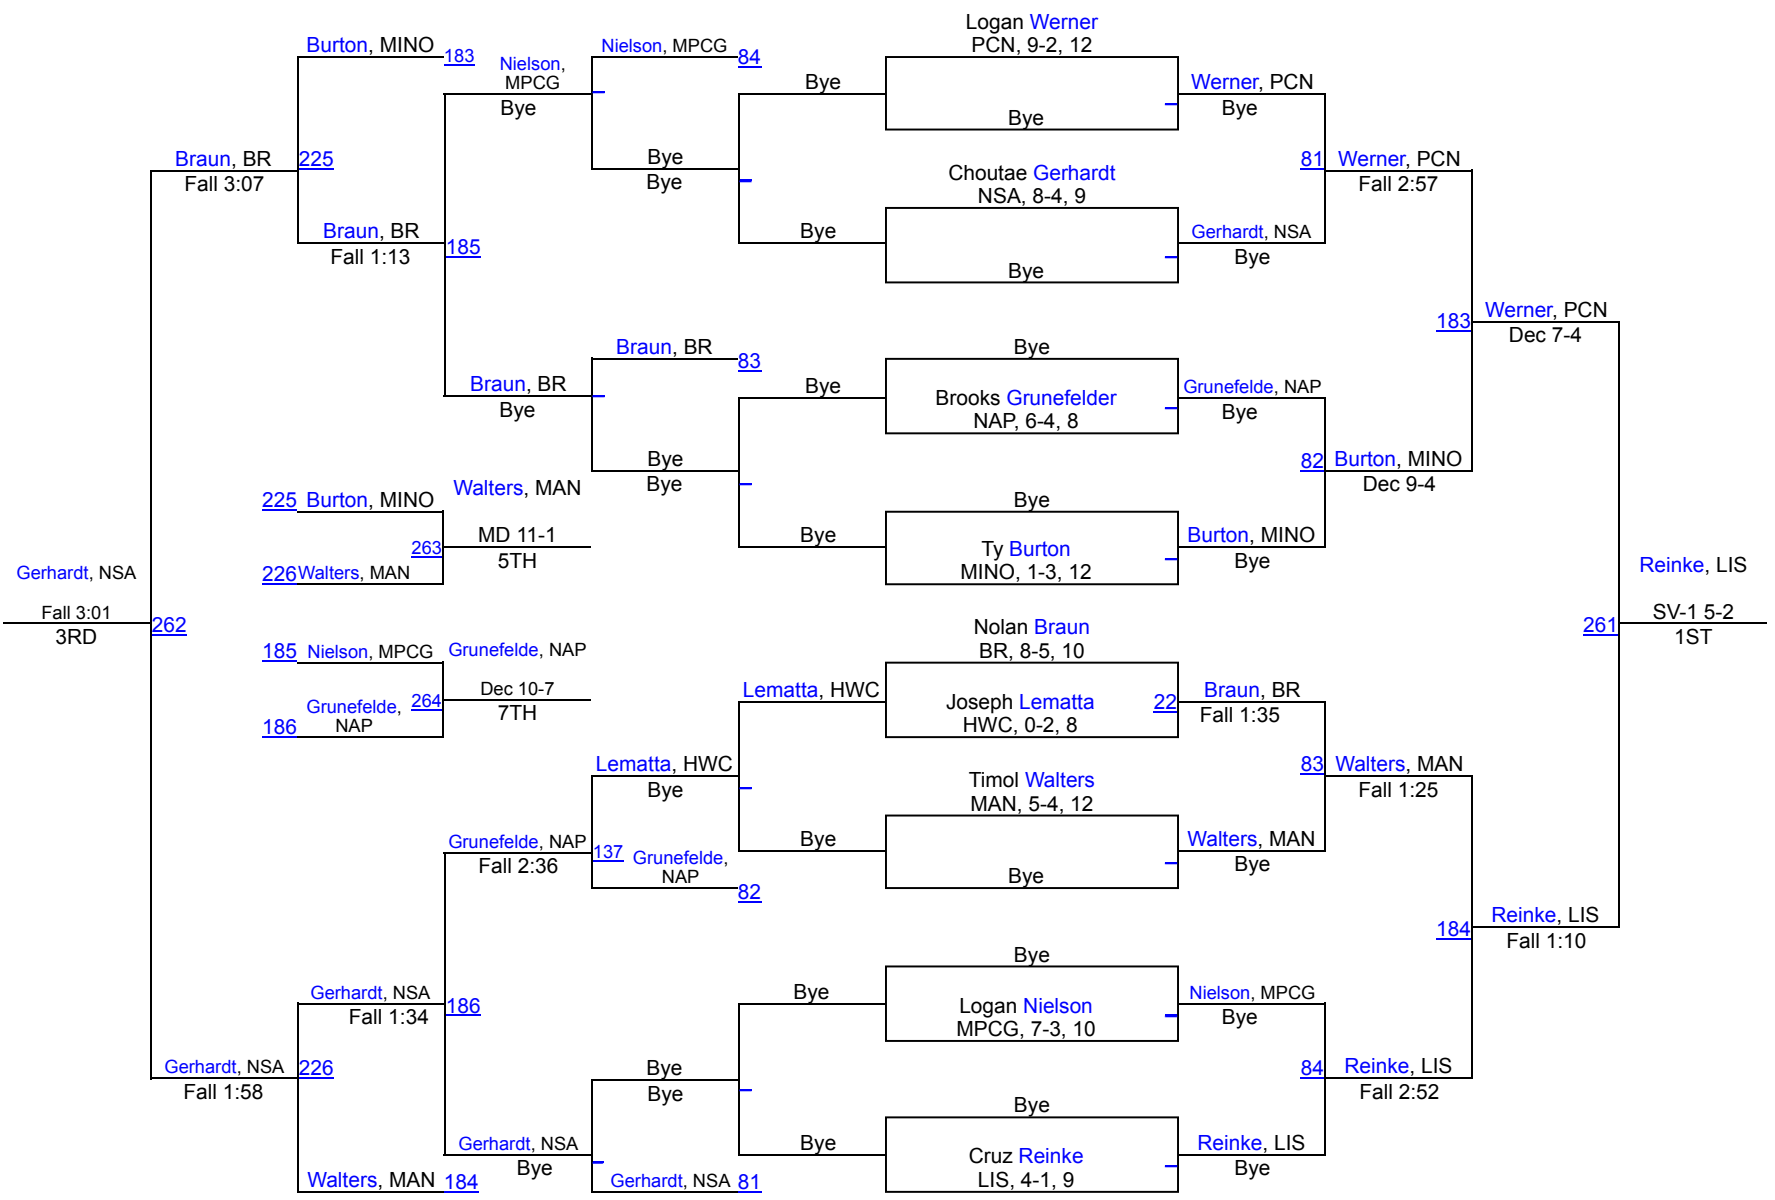 Logan Werner
PCN, 9-2, 12
Burton, MINO 183
Nielson, MPCG 84
Nielson,
MPCG
Bye
Bye
Bye
Werner, PCN
Bye
Braun, BR 225
Fall 3:07
Bye
Bye
Choutae Gerhardt
NSA, 8-4, 9
81 Werner, PCN
Fall 2:57
Braun, BR 185
Fall 1:13
Bye
Bye
Gerhardt, NSA
Bye
183 Werner, PCN
Dec 7-4
Braun, BR 83
Bye
Braun, BR
Bye
Bye
Brooks Grunefelder
NAP, 6-4, 8
Grunefelde, NAP
Bye
Bye
Bye
82 Burton, MINO
Dec 9-4
225 Burton, MINO
Walters, MAN
Bye
263 MD 11-1
5TH
Bye
Ty Burton
MINO, 1-3, 12
Burton, MINO
Bye
226 Walters, MAN
Gerhardt, NSA
Fall 3:01
3RD
262
Reinke, LIS
261 SV-1 5-2
1ST
Nolan Braun
BR, 8-5, 10
185 Nielson, MPCG
Grunefelde, NAP
264 Dec 10-7
7TH
Grunefelde,
NAP
186
Lematta, HWC
Joseph Lematta
HWC, 0-2, 8
22 Braun, BR
Fall 1:35
Lematta, HWC
Bye
Timol Walters
MAN, 5-4, 12
83 Walters, MAN
Fall 1:25
Grunefelde, NAP 137
Fall 2:36
Grunefelde,
NAP
82
Bye
Bye
Walters, MAN
Bye
184 Reinke, LIS
Fall 1:10
Bye
Gerhardt, NSA 186
Fall 1:34
Bye
Logan Nielson
MPCG, 7-3, 10
Nielson, MPCG
Bye
Gerhardt, NSA 226
Fall 1:58
Bye
Bye
84 Reinke, LIS
Fall 2:52
Bye
Gerhardt, NSA
Bye
Bye
Cruz Reinke
LIS, 4-1, 9
Reinke, LIS
Bye
Walters, MAN 184
Gerhardt, NSA 81